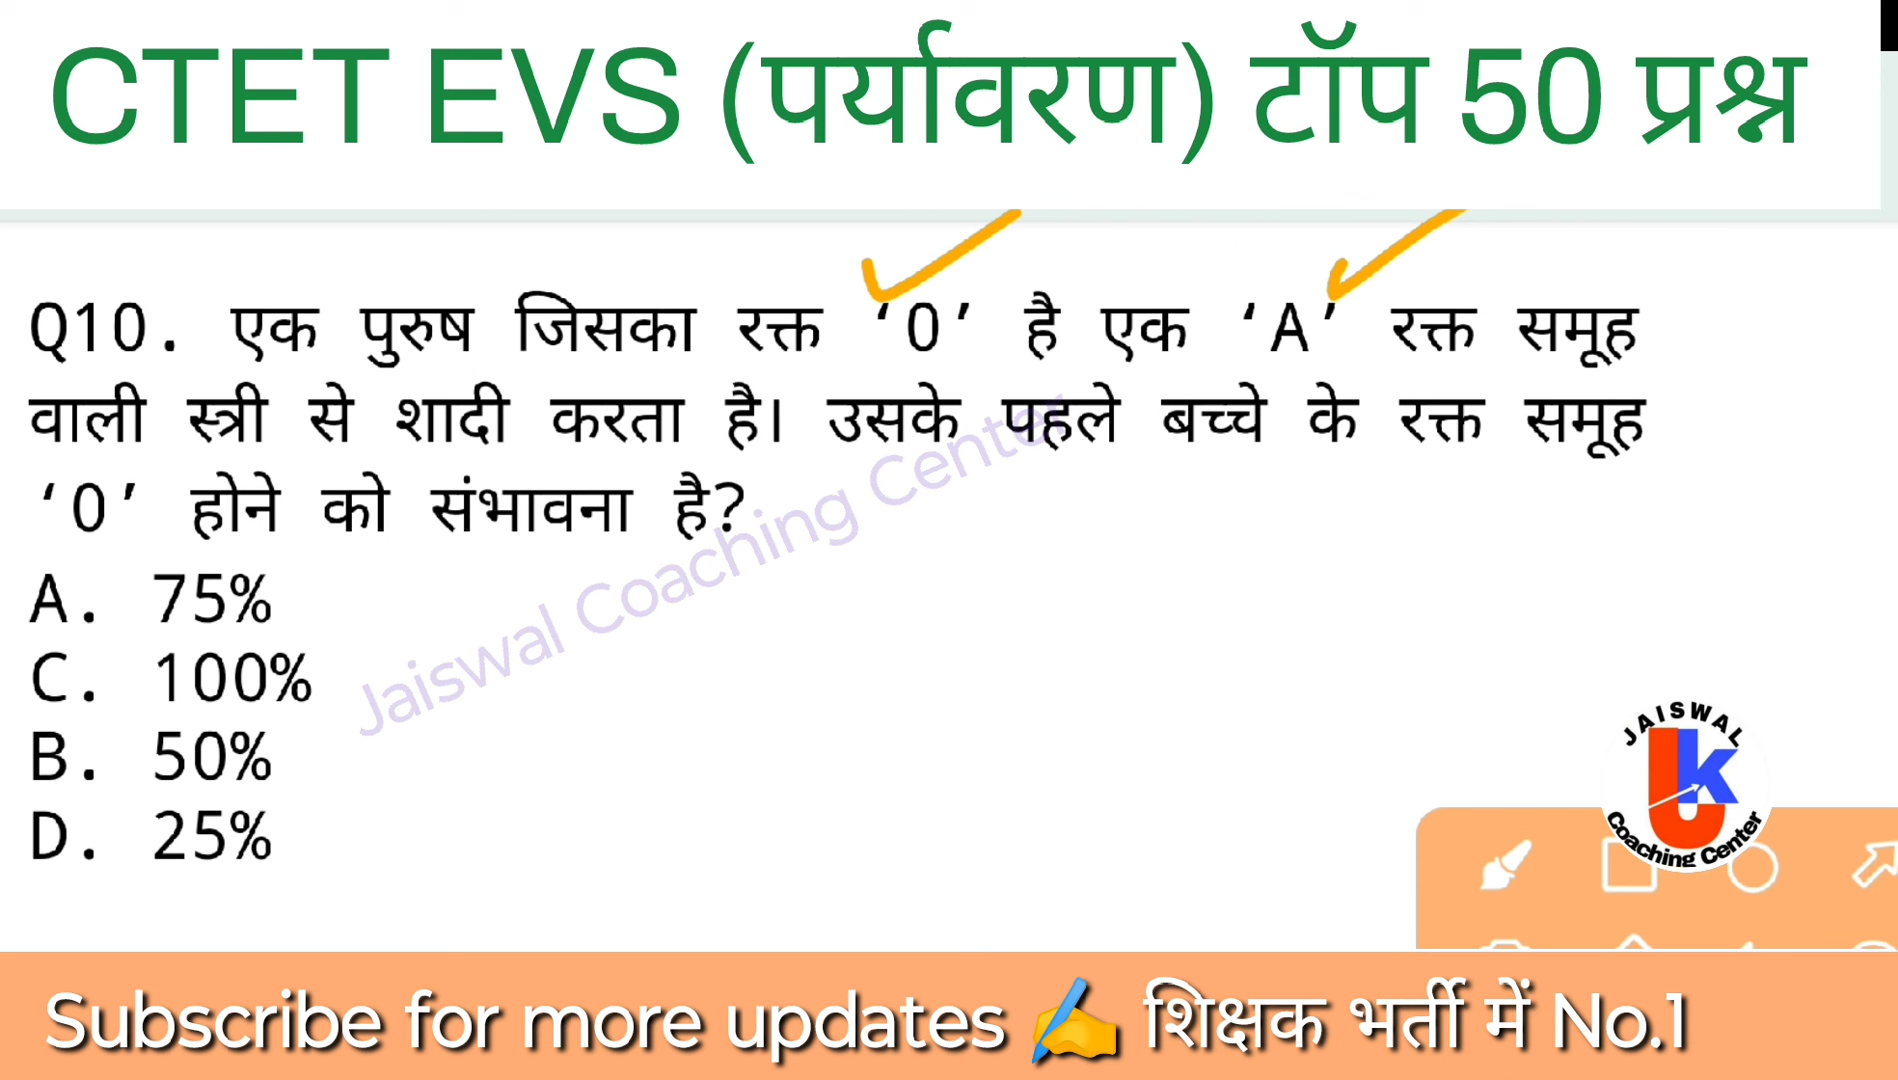 CTET EVS (पर्यावरण) टॉप 50 प्रश्न
Q10. एक पुरुष जिसका रक्त ‘O’ है एक ‘A’ रक्त समूह
वाली स्त्री से शादी करता है। उसके पहले बच्चे के रक्त समूह
‘O’ होने को संभावना है?
A. 75%
C. 100%
B. 50%
D. 25%
Jaiswal Coaching Center
JAISWAL
Jk
Coaching Center
Subscribe for more updates ✍️ शिक्षक भर्ती में No.1